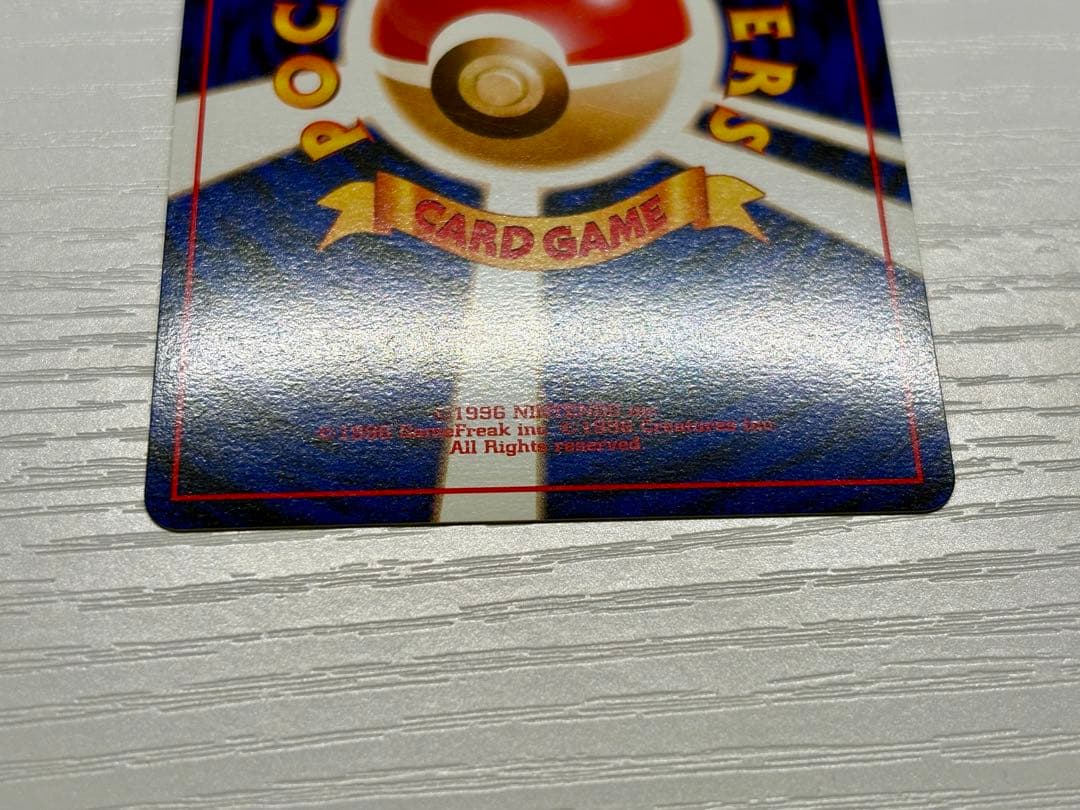 POC
ERS
CARD GAME
©1996 NINTENDO inc.
©1996 GameFreak inc. ©1996 Creatures inc.
All Rights reserved.